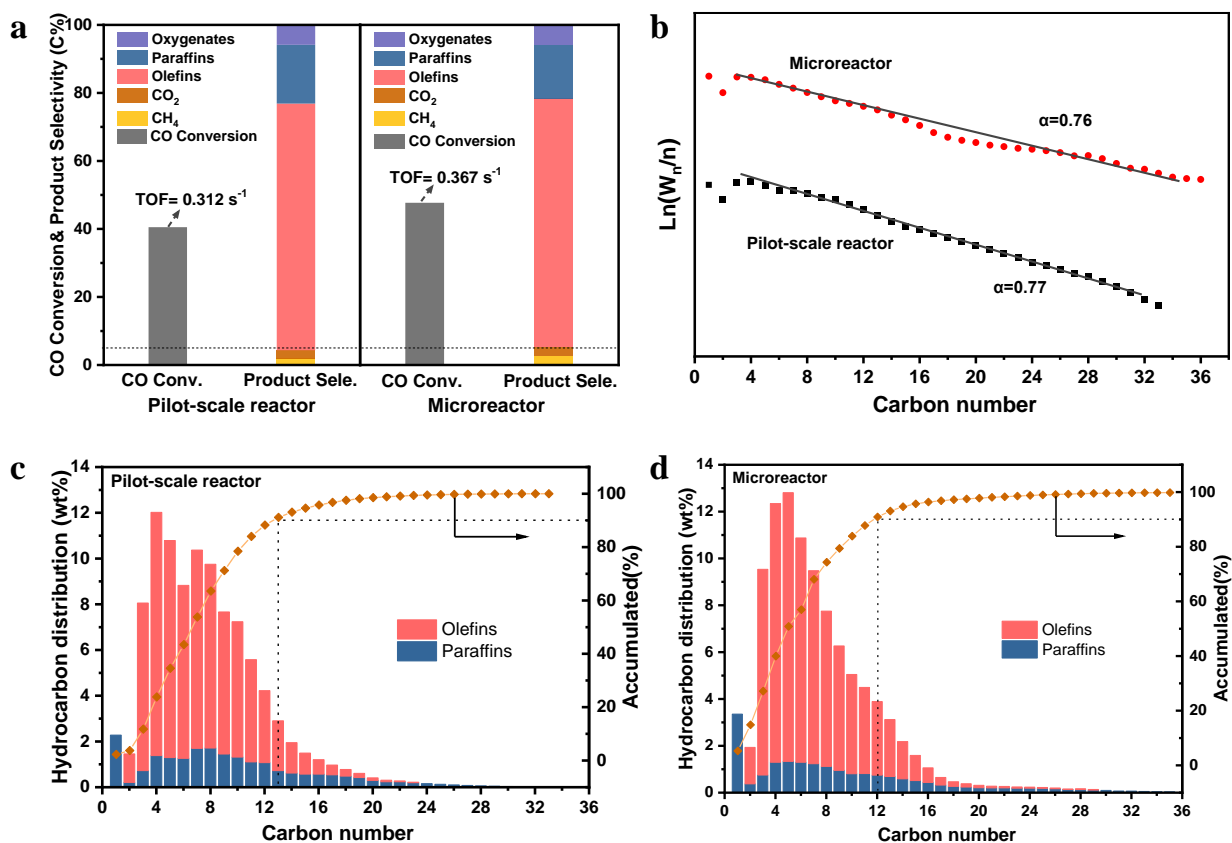 a
CO Conversion& Product Selectivity (C%)
100
80
60
40
20
0
Oxygenates
Paraffins
Olefins
CO2
CH4
CO Conversion
TOF= 0.312 s-1
Oxygenates
Paraffins
Olefins
CO2
CH4
CO Conversion
TOF= 0.367 s-1
CO Conv.
Product Sele.
CO Conv.
Product Sele.
Pilot-scale reactor
Microreactor
b
Ln(Wn/n)
Microreactor
α=0.76
Pilot-scale reactor
α=0.77
0 4 8 12 16 20 24 28 32 36
Carbon number
c
Hydrocarbon distribution (wt%)
14
12
10
8
6
4
2
0
Pilot-scale reactor
Olefins
Paraffins
100
80
60
40
20
0
Accumulated(%)
0 4 8 12 16 20 24 28 32 36
Carbon number
d
Hydrocarbon distribution (wt%)
14
12
10
8
6
4
2
0
Microreactor
Olefins
Paraffins
100
80
60
40
20
0
Accumulated(%)
0 4 8 12 16 20 24 28 32 36
Carbon number